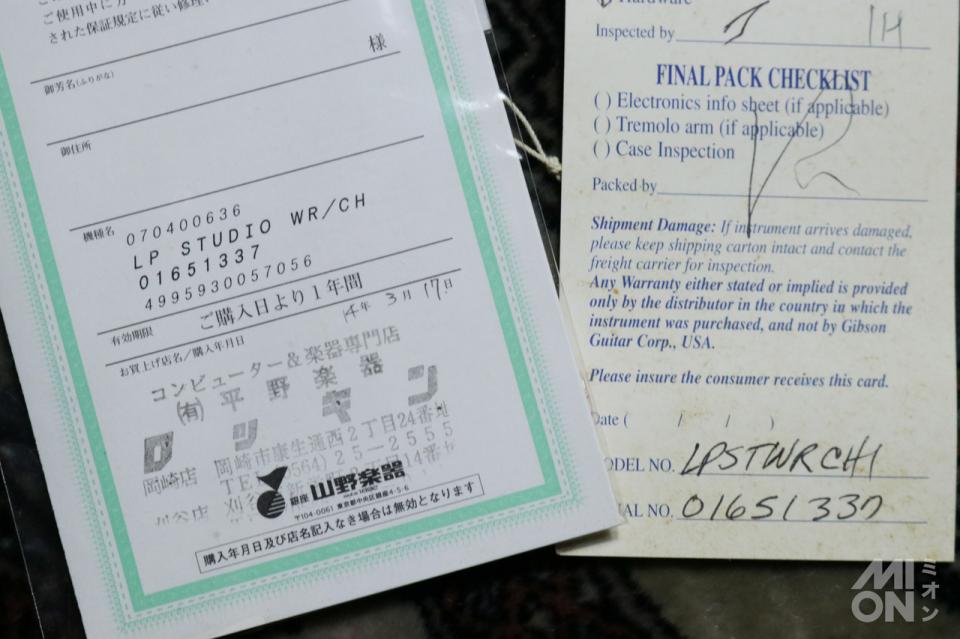 ご使用中に万
された保証規定に従い修理
様
御芳名(ふりがな)
御住所
機種名
070400636
LP STUDIO WR/CH
01651337
4995930057056
有効期限 ご購入日より1年間
お買上げ店名/購入年月日 14年 3月 17日
コンピューター&楽器専門店
(有) 平野楽器
ロッキン
岡崎店 岡崎市康生通西2丁目24番地
TEL (0564) 25-2555
刈谷店
銀座 山野楽器
〒104-0061 東京都中央区銀座4-5-6
購入年月日及び店名記入なき場合は無効となります
Hardware
Inspected by
FINAL PACK CHECKLIST
( ) Electronics info sheet (if applicable)
( ) Tremolo arm (if applicable)
( ) Case Inspection
Packed by
Shipment Damage: If instrument arrives damaged,
please keep shipping carton intact and contact the
freight carrier for inspection.
Any Warranty either stated or implied is provided
only by the distributor in the country in which the
instrument was purchased, and not by Gibson
Guitar Corp., USA.
Please insure the consumer receives this card.
Date ( / / )
ODEL NO. LPSTWRCH1
IAL NO. 01651337
MION
ミオン